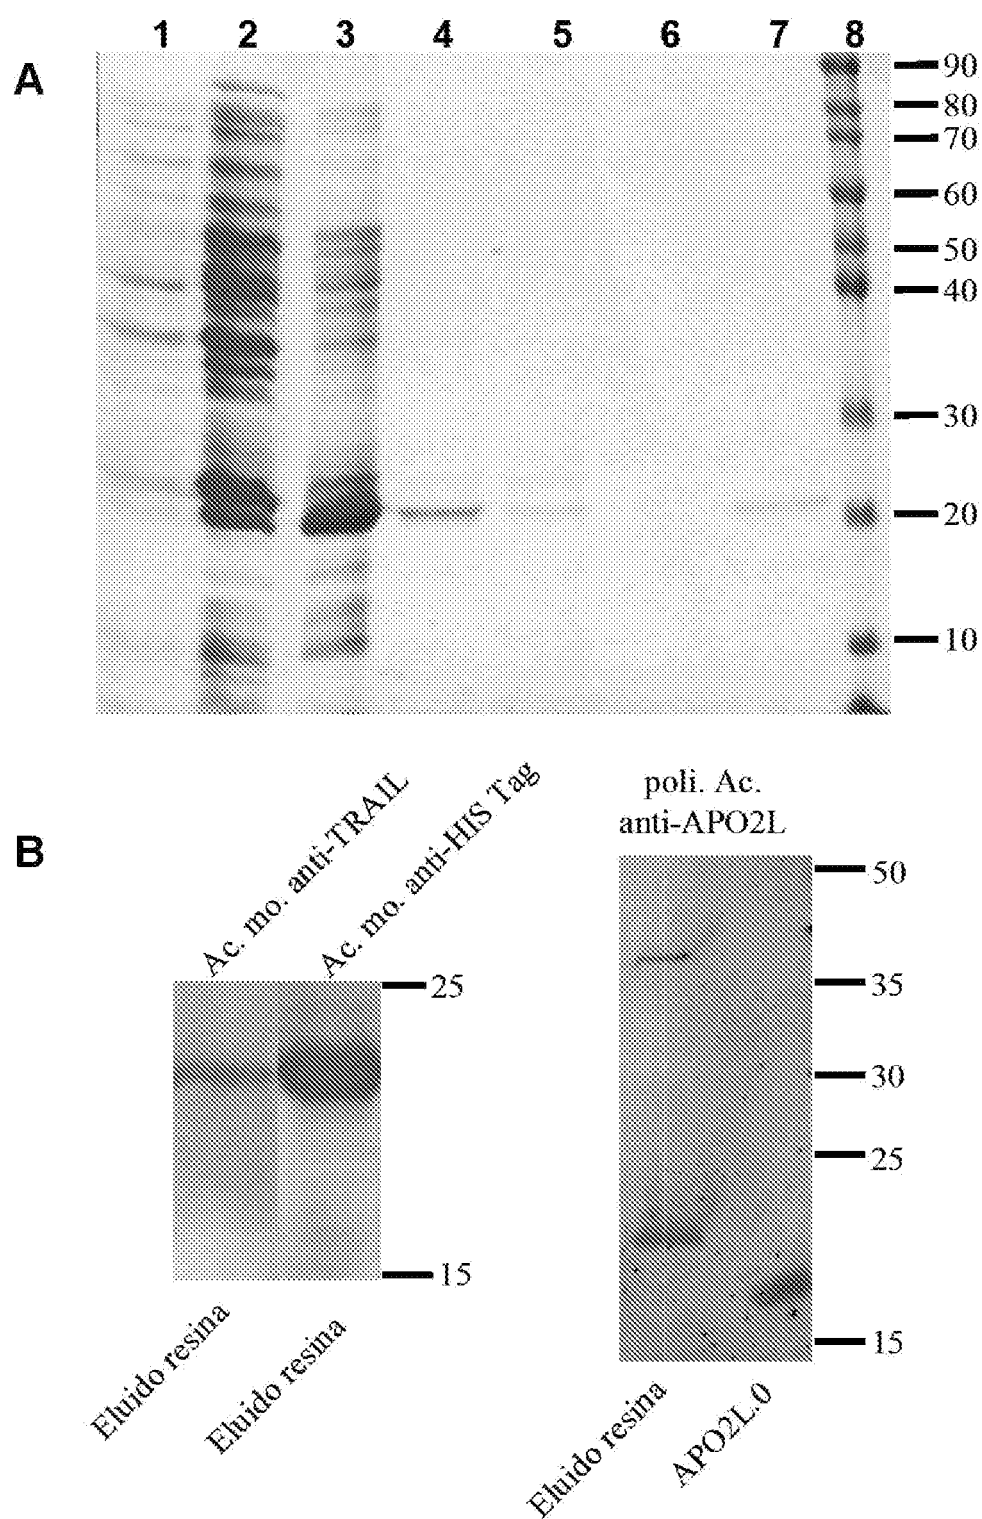 1 2 3 4 5 6 7 8
A
90
80
70
60
50
40
30
20
10
B
Ac. mo. anti-TRAIL
Ac. mo. anti-HIS Tag
25
15
Eluido resina
Eluido resina
poli. Ac.
anti-APO2L
50
35
30
25
15
Eluido resina
APO2L.0